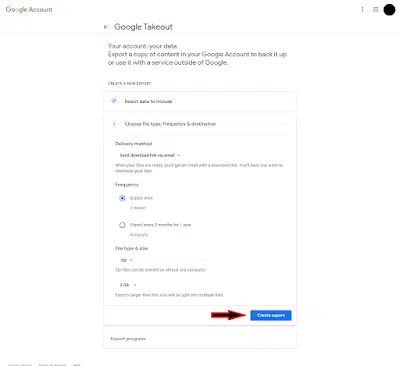 Google Account
Google Takeout
Your account, your data.
Export a copy of content in your Google Account to back it up
or use it with a service outside of Google.
CREATE A NEW EXPORT
Select data to include
Choose file type, frequency & destination
Delivery method
Send download link via email
When your files are ready, you'll get an email with a download link. You'll have one week to
download your files.
Frequency
Export once
1 export
Export every 2 months for 1 year
6 exports
File type & size
.zip
Zip files can be opened on almost any computer.
2 GB
Exports larger than this size will be split into multiple files.
Create export
Export progress